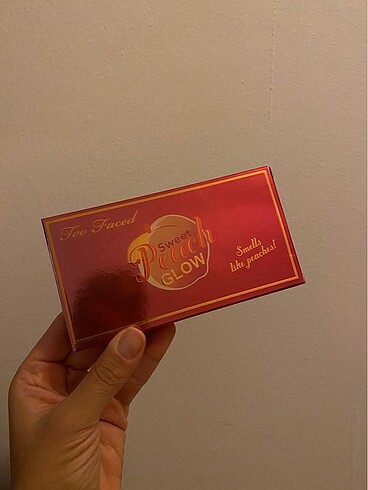 Too Faced
Sweet
Peach
GLOW
Smells
like peaches!